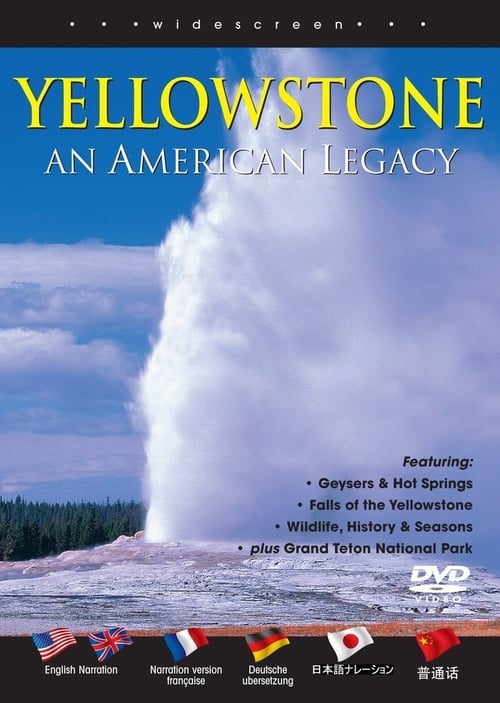 • • • widescreen • • •
YELLOWSTONE
AN AMERICAN LEGACY
Featuring:
• Geysers & Hot Springs
• Falls of the Yellowstone
• Wildlife, History & Seasons
• plus Grand Teton National Park
DVD
VIDEO
English Narration
Narration version
française
Deutsche
ubersetzung
日本語ナレーション
普通话